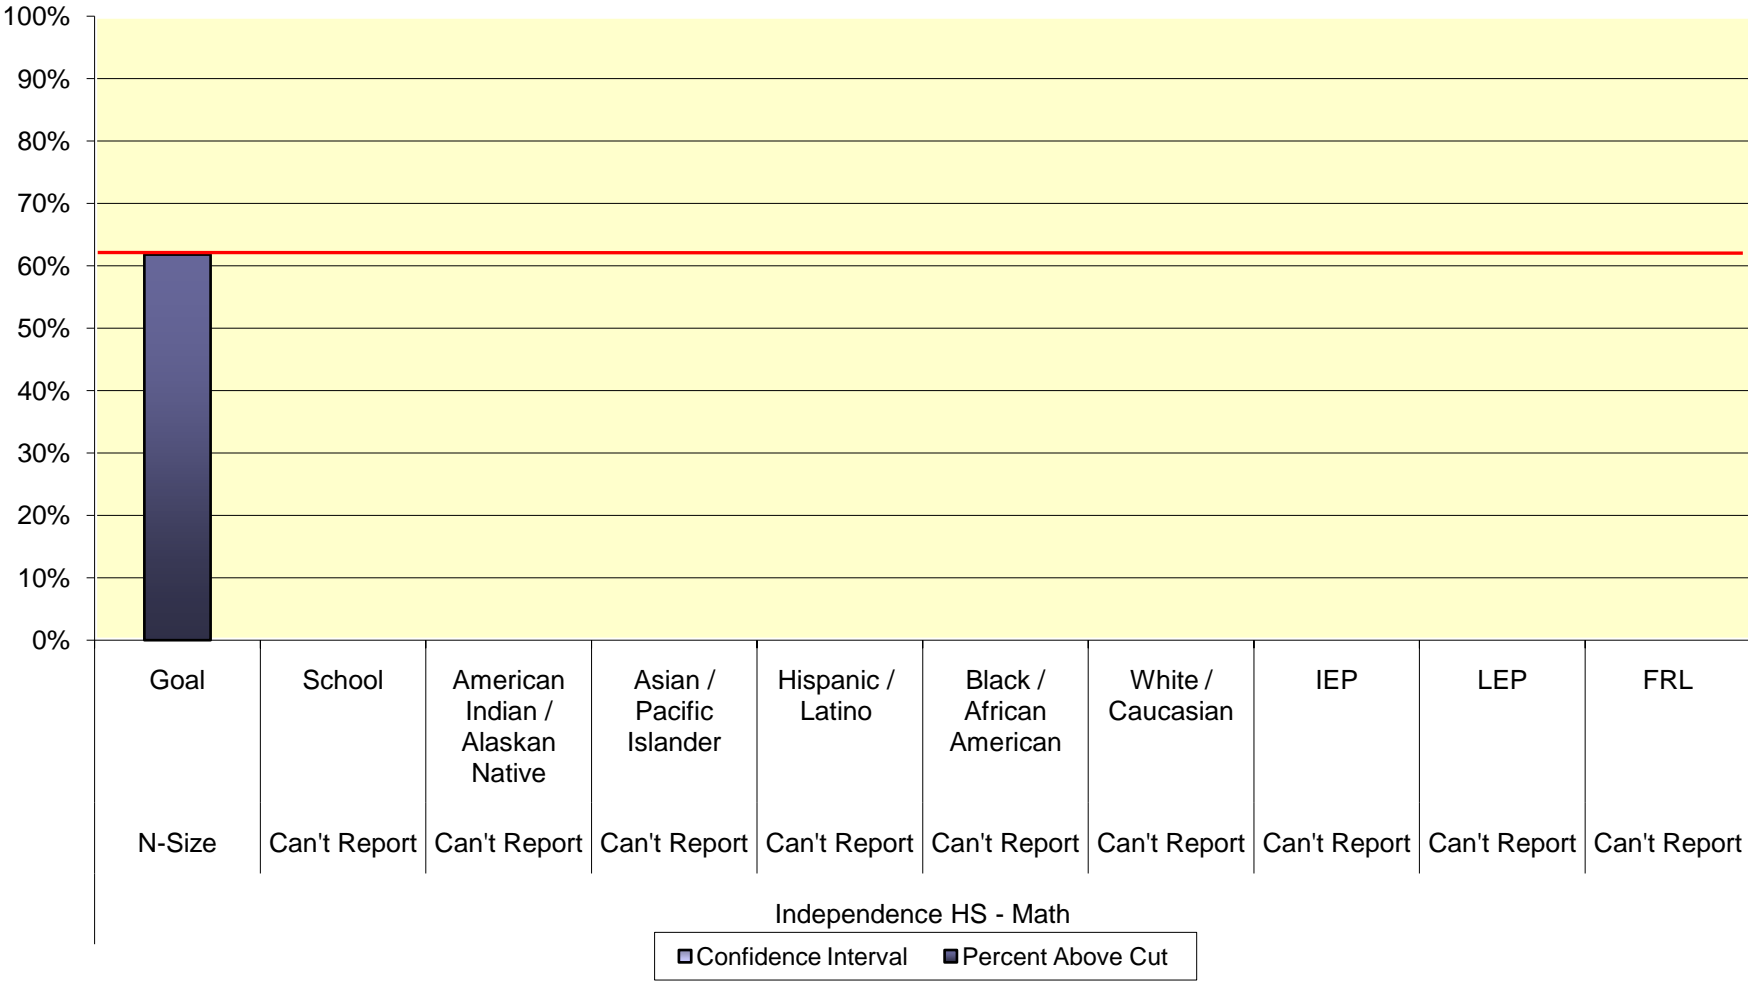 100%
90%
80%
70%
60%
50%
40%
30%
20%
10%
0%
Goal
School
American
Indian /
Alaskan
Native
Asian /
Pacific
Islander
Hispanic /
Latino
Black /
African
American
White /
Caucasian
IEP
LEP
FRL
N-Size
Can't Report
Can't Report
Can't Report
Can't Report
Can't Report
Can't Report
Can't Report
Can't Report
Can't Report
Independence HS - Math
Confidence Interval
Percent Above Cut